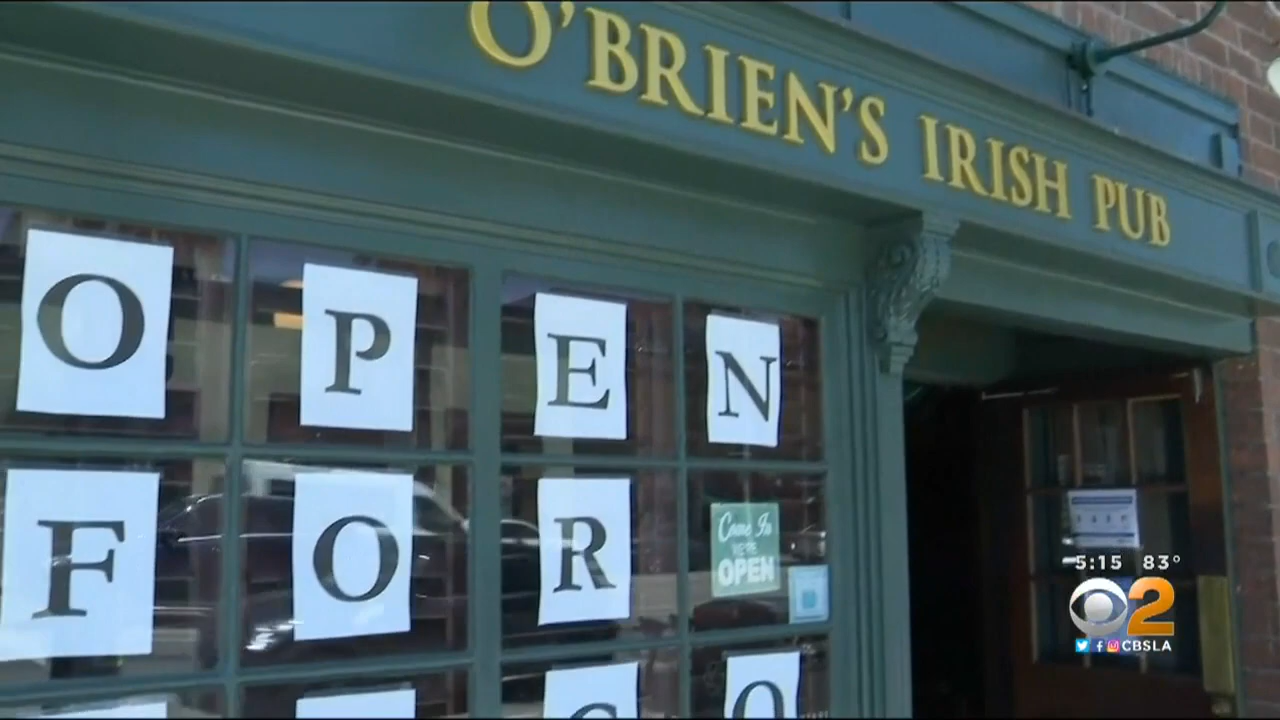 O'BRIEN'S IRISH PUB
OPEN
FOR
Come In
WE'RE
OPEN
5:15 83°
2
CBSLA